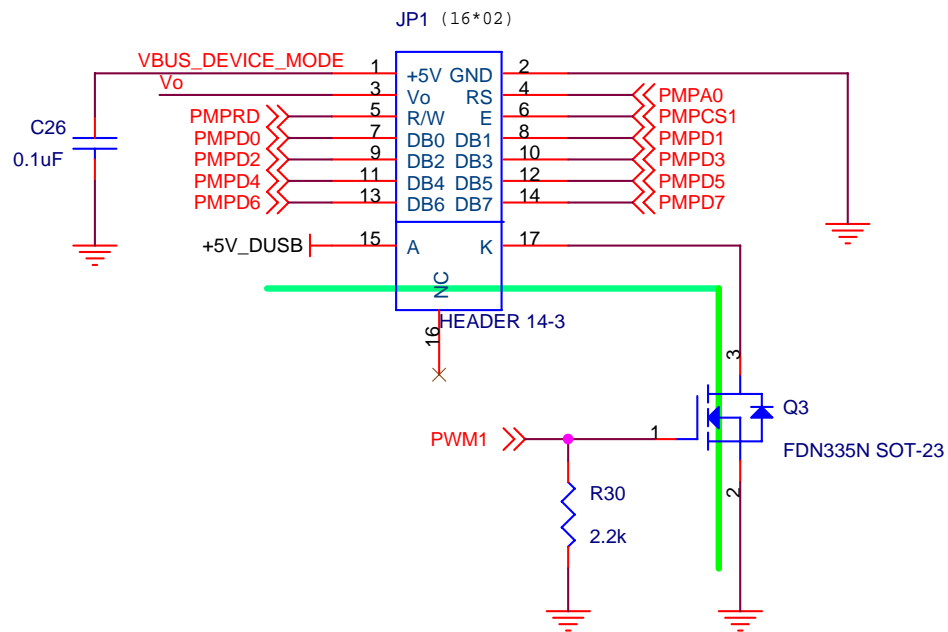 JP1 (16*02)
VBUS_DEVICE_MODE 1 +5V GND 2
Vo 3 Vo RS 4 PMPA0
PMPRD 5 R/W E 6 PMPCS1
PMPD0 7 DB0 DB1 8 PMPD1
PMPD2 9 DB2 DB3 10 PMPD3
PMPD4 11 DB4 DB5 12 PMPD5
PMPD6 13 DB6 DB7 14 PMPD7
C26
0.1uF
+5V_DUSB 15 A K 17
NC
HEADER 14-3
16
3
Q3
PWM1 1
FDN335N SOT-23
2
R30
2.2k